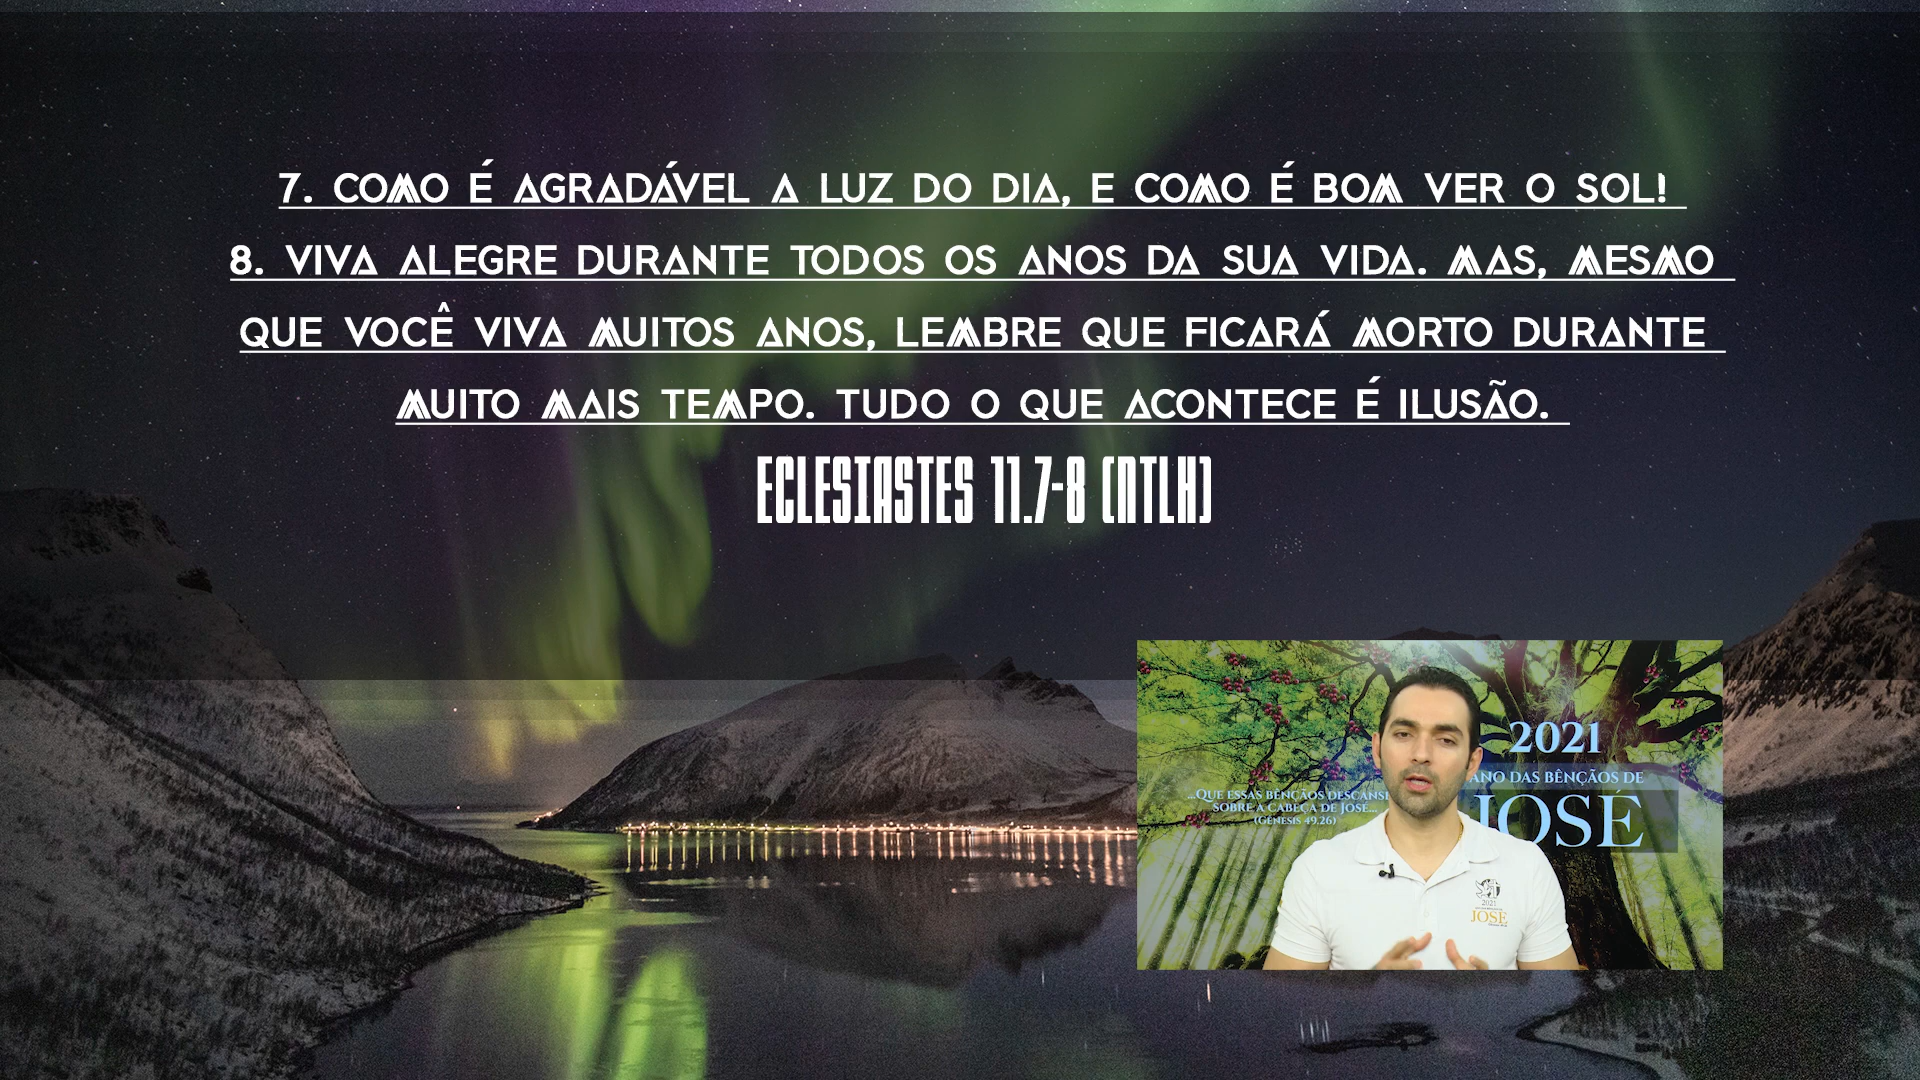 7. COMO É AGRADÁVEL A LUZ DO DIA, E COMO É BOM VER O SOL!
8. VIVA ALEGRE DURANTE TODOS OS ANOS DA SUA VIDA. MAS, MESMO
QUE VOCÊ VIVA MUITOS ANOS, LEMBRE QUE FICARÁ MORTO DURANTE
MUITO MAIS TEMPO. TUDO O QUE ACONTECE É ILUSÃO.
ECLESIASTES 11.7-8 (NTLH)
2021
ANO DAS BÊNÇÃOS DE
JOSÉ
...QUE ESSAS BÊNÇÃOS
SOBRE A CABEÇA DE JOSÉ...
(GÊNESIS 49.26)
2021
JOSÉ